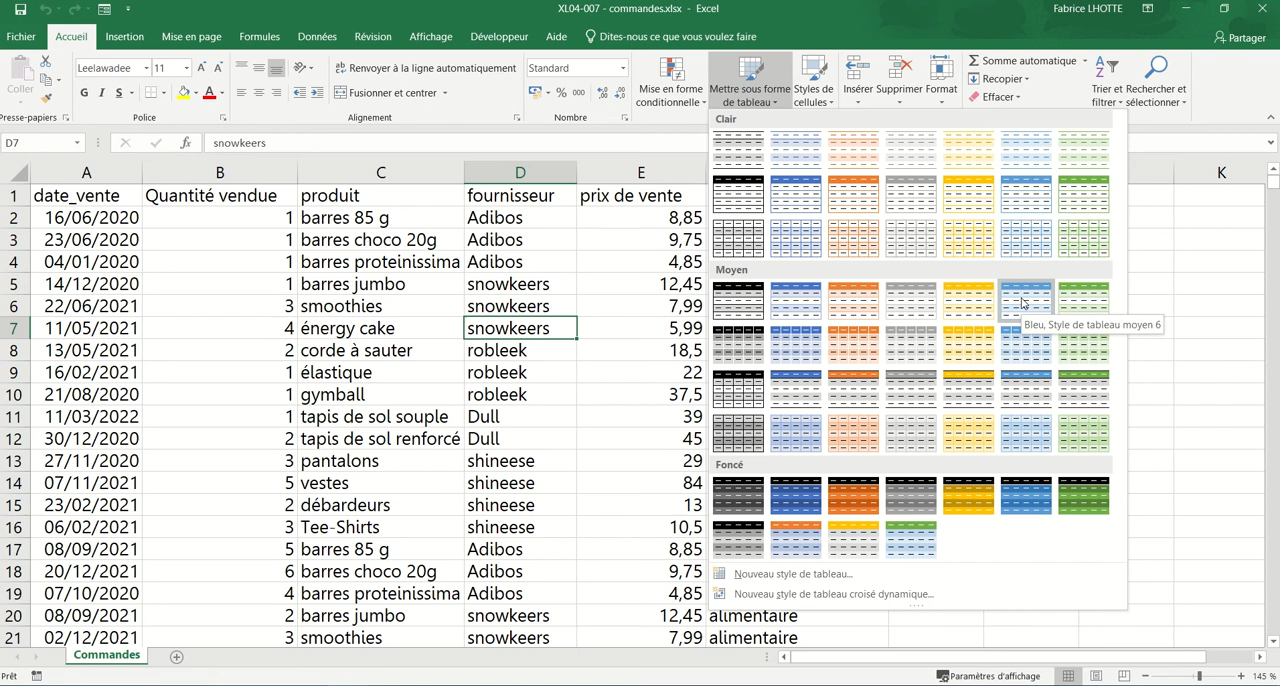 XL04-007 - commandes.xlsx - Excel
Fabrice LHOTTE
Fichier Accueil Insertion Mise en page Formules Données Révision Affichage Développeur Aide Dites-nous ce que vous voulez faire Partager
Coller
Leelawadee 11
Renvoyer à la ligne automatiquement
Standard
Mise en forme conditionnelle
Mettre sous forme de tableau
Styles de cellules
Insérer Supprimer Format
Somme automatique
Recopier
Effacer
Trier et filtrer
Rechercher et sélectionner
G I S
Fusionner et centrer
% 000
Presse-papiers Police Alignement Nombre
D7 snowkeers
A B C D E K
1 date_vente Quantité vendue produit fournisseur prix de vente
2 16/06/2020 1 barres 85 g Adibos 8,85
3 23/06/2020 1 barres choco 20g Adibos 9,75
4 04/01/2020 1 barres proteinissima Adibos 4,85
5 14/12/2020 1 barres jumbo snowkeers 12,45
6 22/06/2021 3 smoothies snowkeers 7,99
7 11/05/2021 4 énergy cake snowkeers 5,99
8 13/05/2021 2 corde à sauter robleek 18,5
9 16/02/2021 1 élastique robleek 22
10 21/08/2020 1 gymball robleek 37,5
11 11/03/2022 1 tapis de sol souple Dull 39
12 30/12/2020 2 tapis de sol renforcé Dull 45
13 27/11/2020 3 pantalons shineese 29
14 07/11/2021 5 vestes shineese 84
15 23/02/2021 2 débardeurs shineese 13
16 06/02/2021 3 Tee-Shirts shineese 10,5
17 08/09/2021 5 barres 85 g Adibos 8,85
18 20/12/2021 6 barres choco 20g Adibos 9,75
19 07/10/2021 4 barres proteinissima Adibos 4,85
20 08/09/2021 2 barres jumbo snowkeers 12,45 alimentaire
21 02/12/2021 3 smoothies snowkeers 7,99 alimentaire
Clair
Moyen
Bleu, Style de tableau moyen 6
Foncé
Nouveau style de tableau...
Nouveau style de tableau croisé dynamique...
Commandes
Prêt
Paramètres d'affichage
145 %